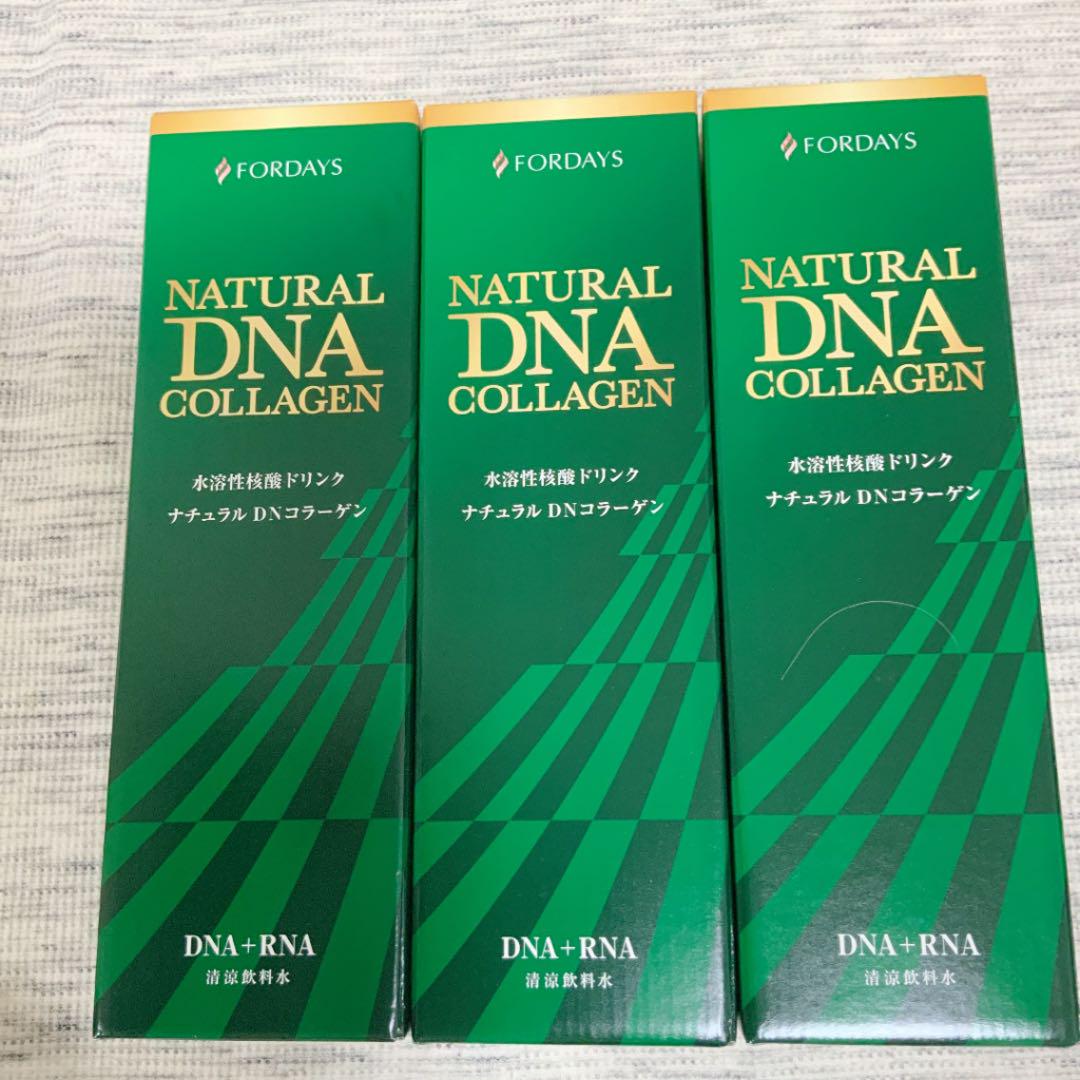 FORDAYS
NATURAL
DNA
COLLAGEN
水溶性核酸ドリンク
ナチュラル DNコラーゲン
DNA+RNA
清涼飲料水
FORDAYS
NATURAL
DNA
COLLAGEN
水溶性核酸ドリンク
ナチュラル DNコラーゲン
DNA+RNA
清涼飲料水
FORDAYS
NATURAL
DNA
COLLAGEN
水溶性核酸ドリンク
ナチュラル DNコラーゲン
DNA+RNA
清涼飲料水